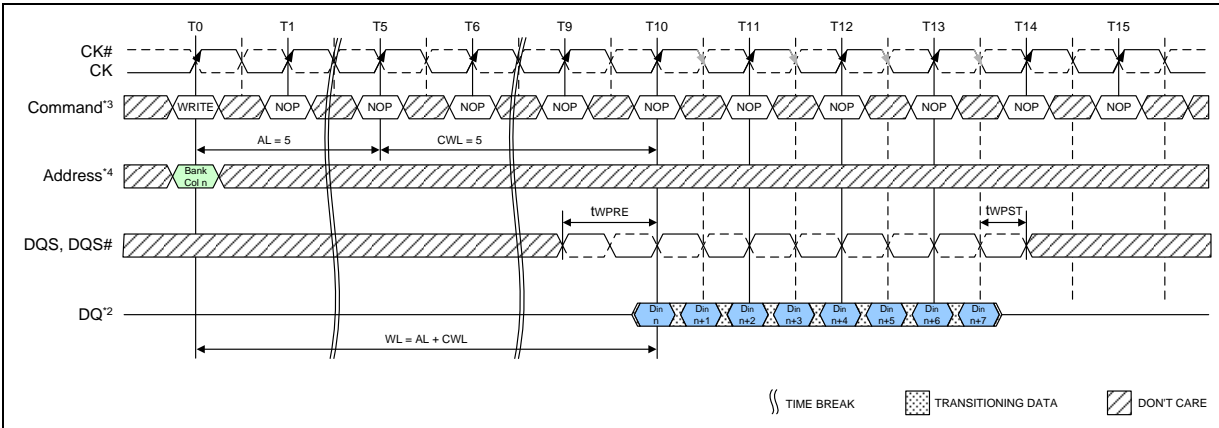 T0 T1 T5 T6 T9 T10 T11 T12 T13 T14 T15
CK#
CK
Command*3 WRITE NOP NOP NOP NOP NOP NOP NOP NOP NOP NOP
AL = 5 CWL = 5
Address*4 Bank
Col n
tWPRE tWPST
DQS, DQS#
DQ*2 Din n Din n+1 Din n+2 Din n+3 Din n+4 Din n+5 Din n+6 Din n+7
WL = AL + CWL
TIME BREAK TRANSITIONING DATA DON'T CARE